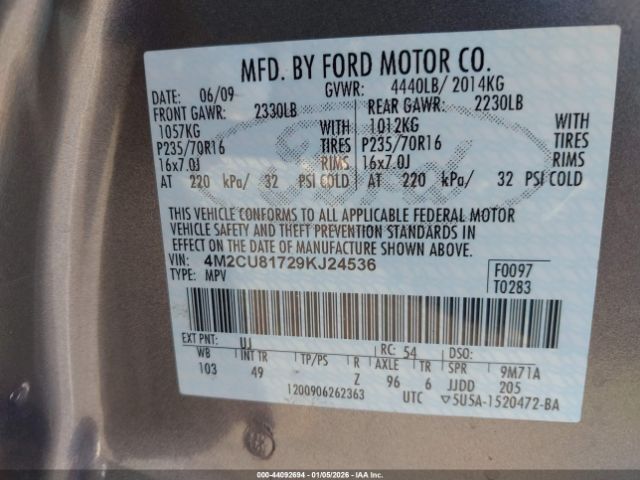 MFD. BY FORD MOTOR CO.
DATE: 06/09 GVWR: 4440LB/ 2014KG
FRONT GAWR: 2330LB REAR GAWR: 2230LB
1057KG WITH 1012KG WITH
P235/70R16 TIRES P235/70R16 TIRES
16x7.0J RIMS 16x7.0J RIMS
AT 220 kPa/ 32 PSI COLD AT 220 kPa/ 32 PSI COLD
THIS VEHICLE CONFORMS TO ALL APPLICABLE FEDERAL MOTOR
VEHICLE SAFETY AND THEFT PREVENTION STANDARDS IN
EFFECT ON THE DATE OF MANUFACTURE SHOWN ABOVE.
VIN: 4M2CU81729KJ24536 F0097
TYPE: MPV T0283
EXT PNT: UJ RC: 54 DSO:
WB INT TR TP/PS R AXLE TR SPR 9M71A
103 49 Z 96 6 JJDD 205
1200906262363 UTC ▽5U5A-1520472-BA
Ford
000-44092694 | 01/05/2026 - IAAI.COM